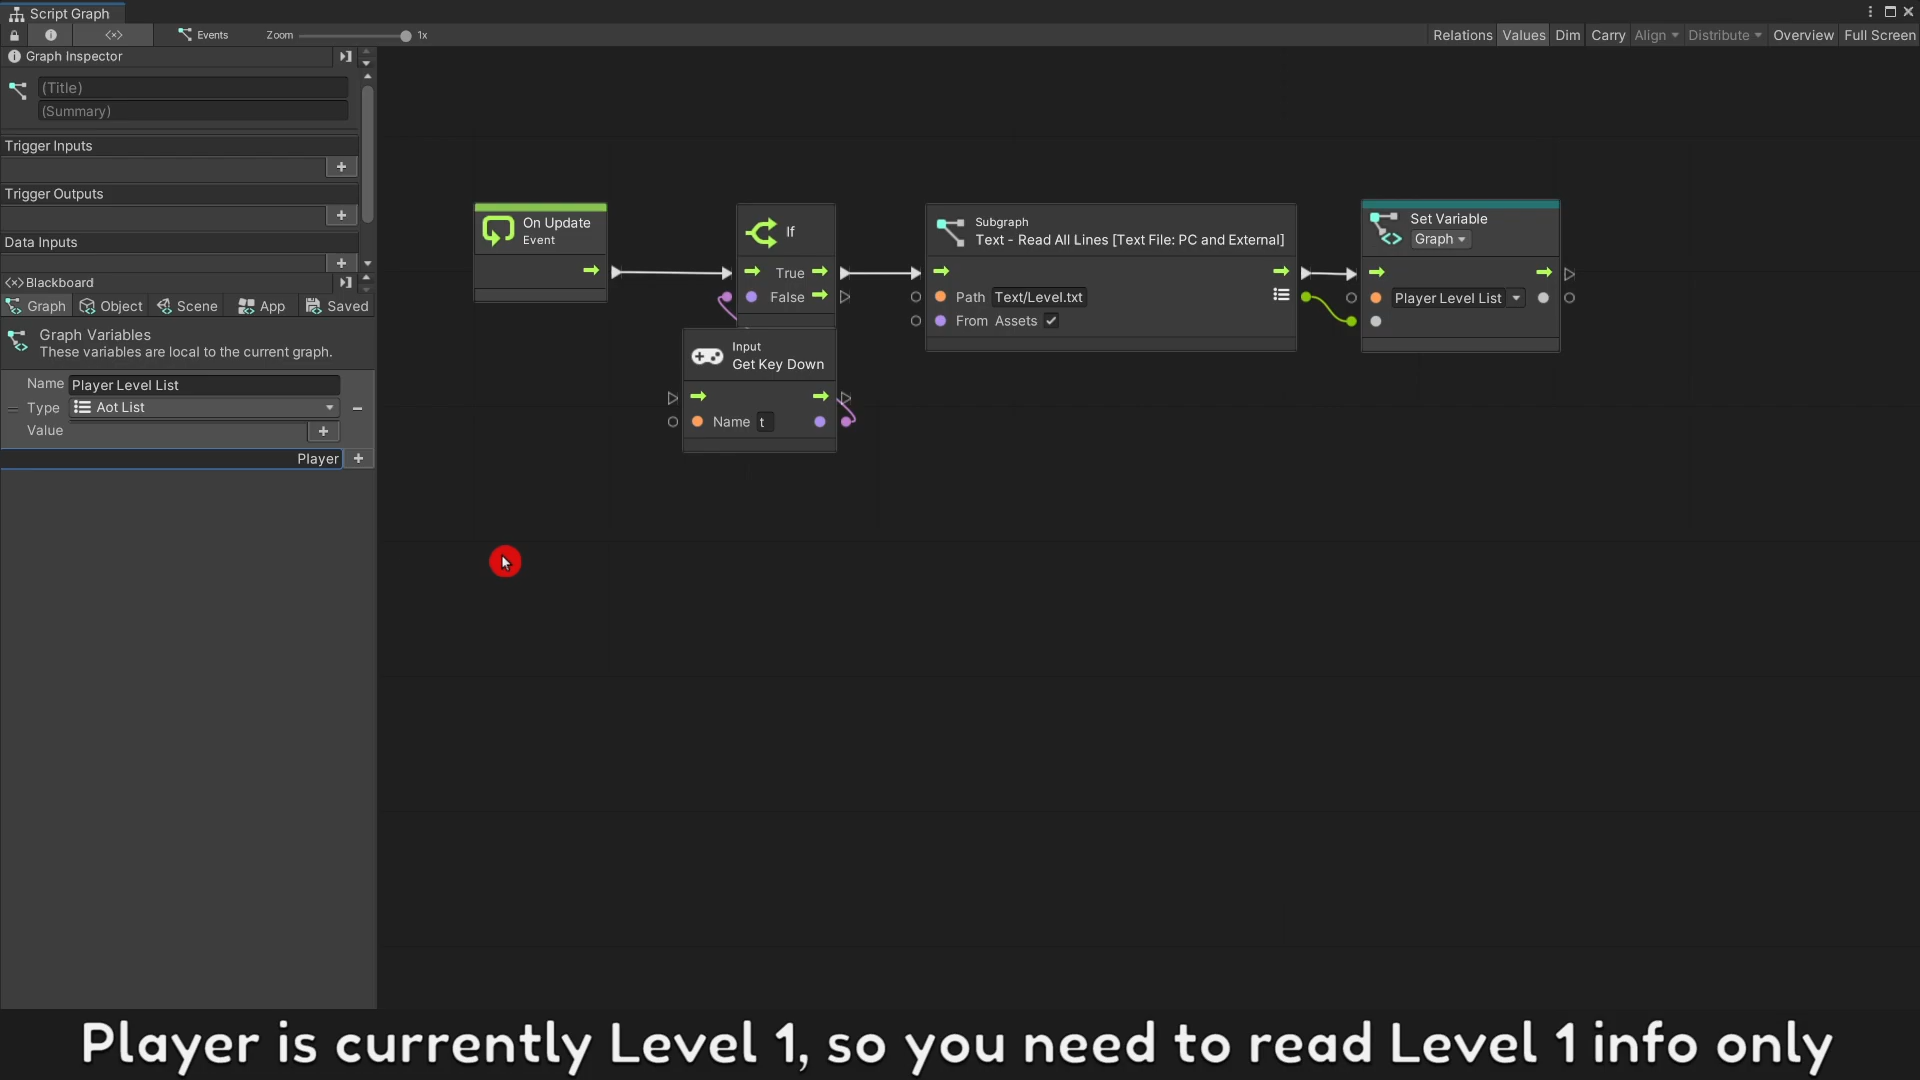 Script Graph
Events
Zoom
1x
Relations
Values
Dim
Carry
Align
Distribute
Overview
Full Screen
Graph Inspector
(Title)
(Summary)
Trigger Inputs
Trigger Outputs
Data Inputs
Blackboard
Graph
Object
Scene
App
Saved
Graph Variables
These variables are local to the current graph.
Name Player Level List
Type Aot List
Value
Player
On Update
Event
If
True
False
Input
Get Key Down
Name t
Subgraph
Text - Read All Lines [Text File: PC and External]
Path Text/Level.txt
From Assets
Set Variable
Graph
Player Level List
Player is currently Level 1, so you need to read Level 1 info only